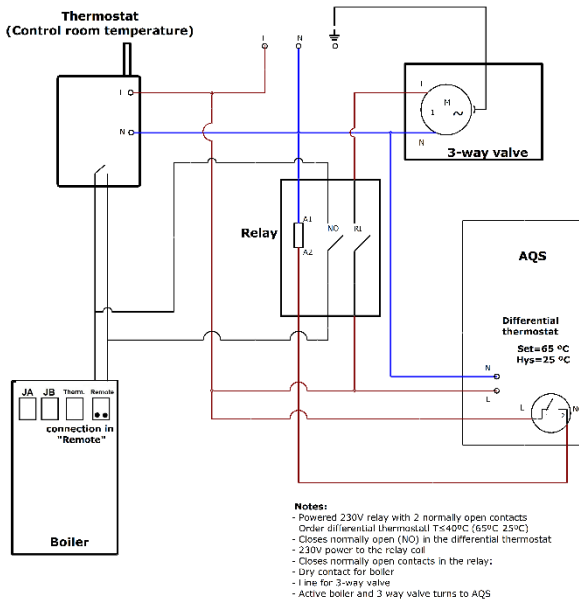 Thermostat
(Control room temperature)
I
N
I
N
I
M
1
N
3-way valve
Relay
A1
A2
NO
R1
AQS
Differential
thermostat
Set=65 ºC
Hys=25 ºC
N
L
L
2
NO
JA
JB
Therm.
Remote
connection in
"Remote"
Boiler
Notes:
- Powered 230V relay with 2 normally open contacts
Order differential thermostatl T≤40ºC (65ºC 25ºC)
- Closes normally open (NO) in the differential thermostat
- 230V power to the relay coil
- Closes normally open contacts in the relay:
- Dry contact for boiler
- Line for 3-way valve
- Active boiler and 3 way valve turns to AQS